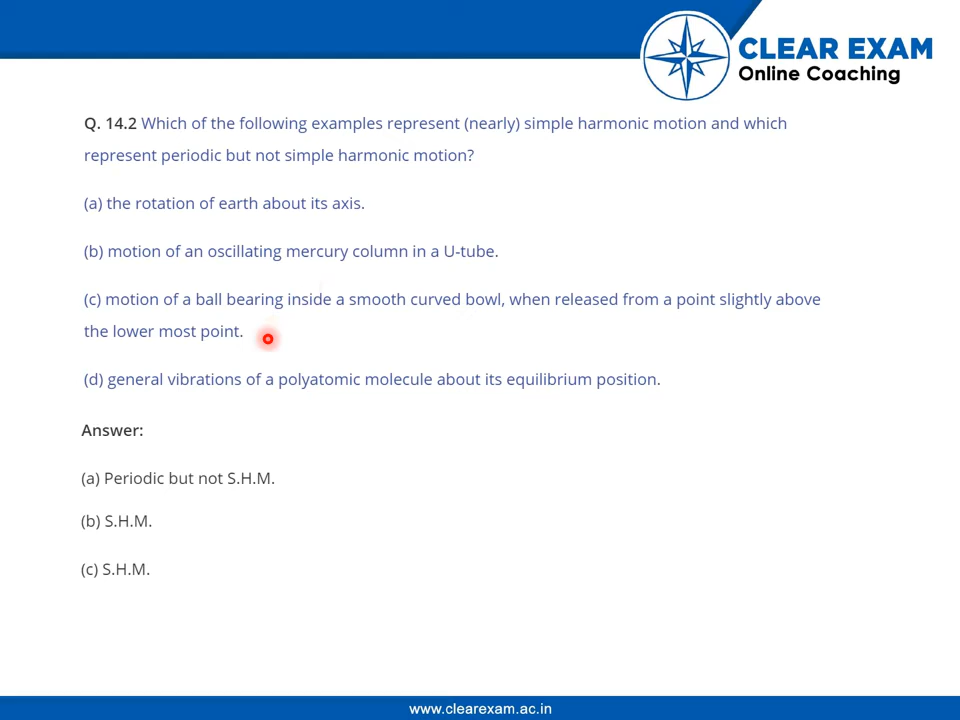 CLEAR EXAM
Online Coaching
Q. 14.2 Which of the following examples represent (nearly) simple harmonic motion and which
represent periodic but not simple harmonic motion?
(a) the rotation of earth about its axis.
(b) motion of an oscillating mercury column in a U-tube.
(c) motion of a ball bearing inside a smooth curved bowl, when released from a point slightly above
the lower most point.
(d) general vibrations of a polyatomic molecule about its equilibrium position.
Answer:
(a) Periodic but not S.H.M.
(b) S.H.M.
(c) S.H.M.
www.clearexam.ac.in